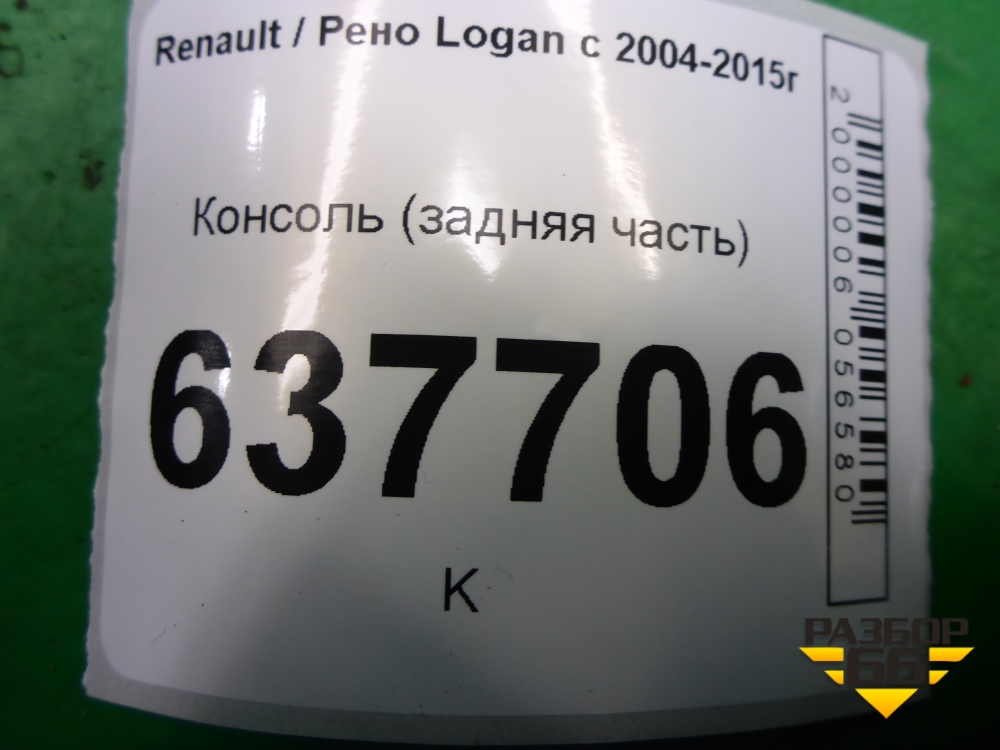 Renault / Рено Logan с 2004-2015г
Консоль (задняя часть)
637706
К
2000006056580
РАЗБОР
66